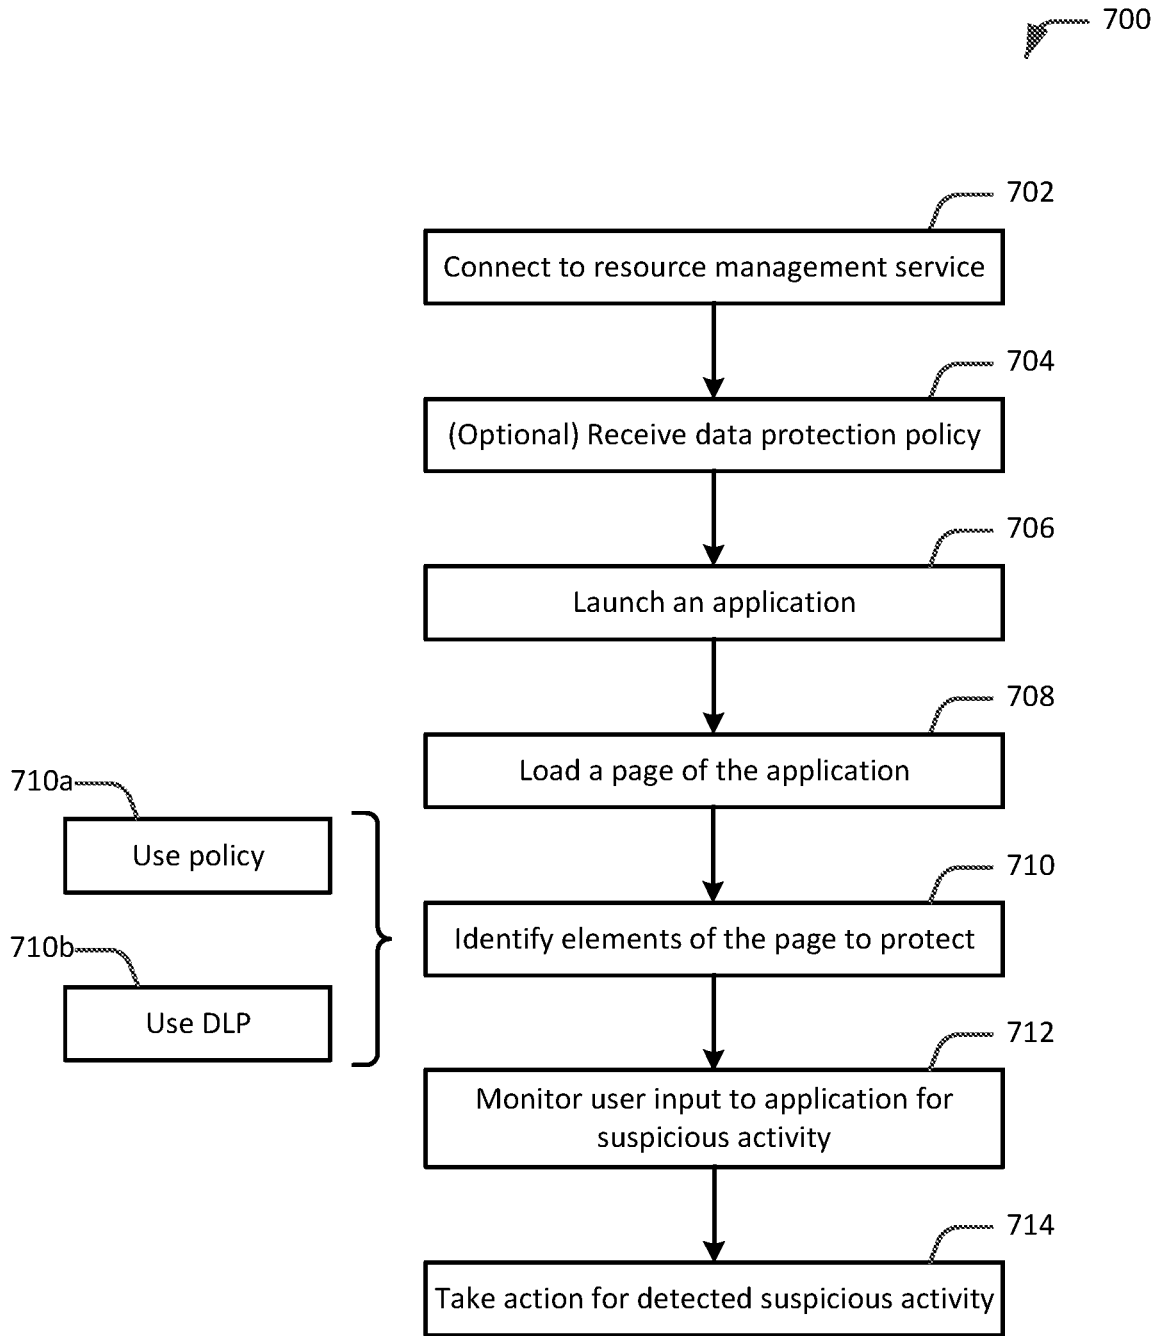 700
702
Connect to resource management service
704
(Optional) Receive data protection policy
706
Launch an application
708
Load a page of the application
710a
Use policy
710
Identify elements of the page to protect
710b
Use DLP
712
Monitor user input to application for
suspicious activity
714
Take action for detected suspicious activity